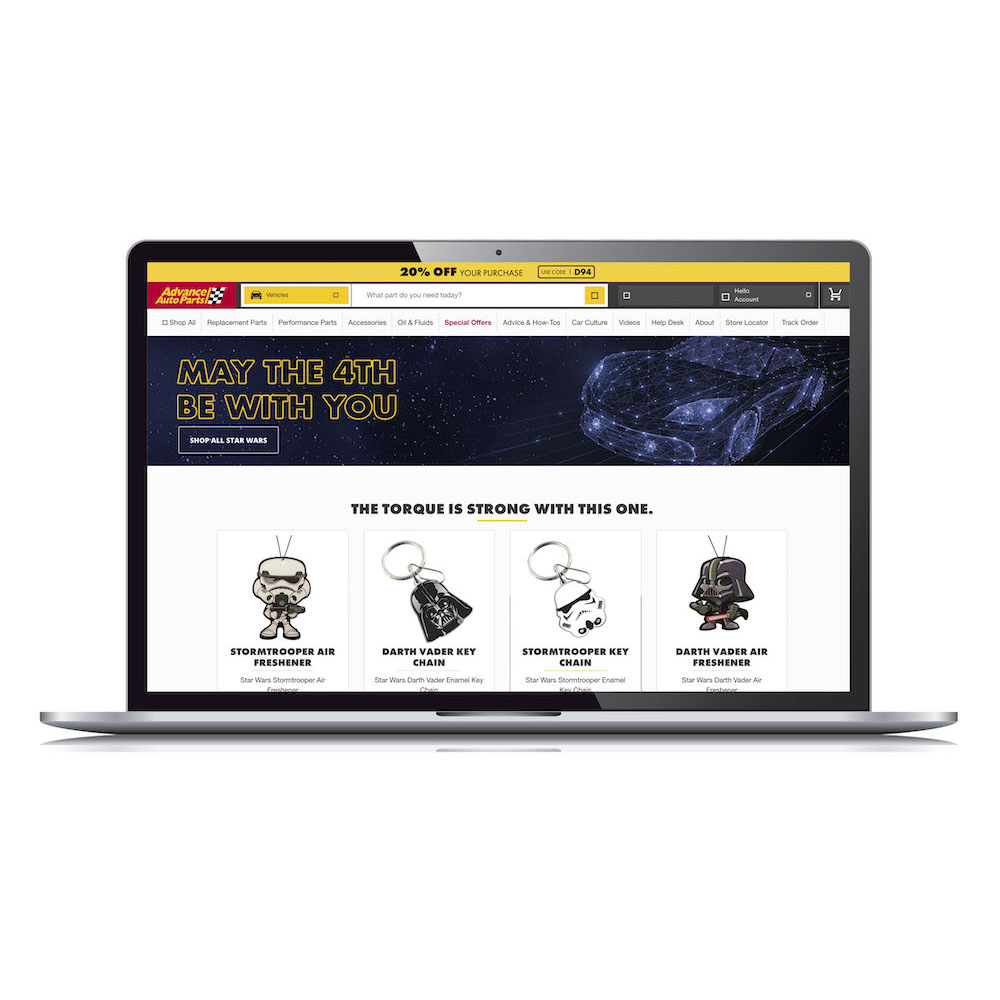 20% OFF YOUR PURCHASE USE CODE | D94
Advance
Auto Parts
Vehicles
What part do you need today?
Hello
Account
Shop All
Replacement Parts
Performance Parts
Accessories
Oil & Fluids
Special Offers
Advice & How-Tos
Car Culture
Videos
Help Desk
About
Store Locator
Track Order
MAY THE 4TH
BE WITH YOU
SHOP ALL STAR WARS
THE TORQUE IS STRONG WITH THIS ONE.
STORMTROOPER AIR
FRESHENER
Star Wars Stormtrooper Air
Freshener
DARTH VADER KEY
CHAIN
Star Wars Darth Vader Enamel Key
Chain
STORMTROOPER KEY
CHAIN
Star Wars Stormtrooper Enamel
Key Chain
DARTH VADER AIR
FRESHENER
Star Wars Darth Vader Air
Freshener